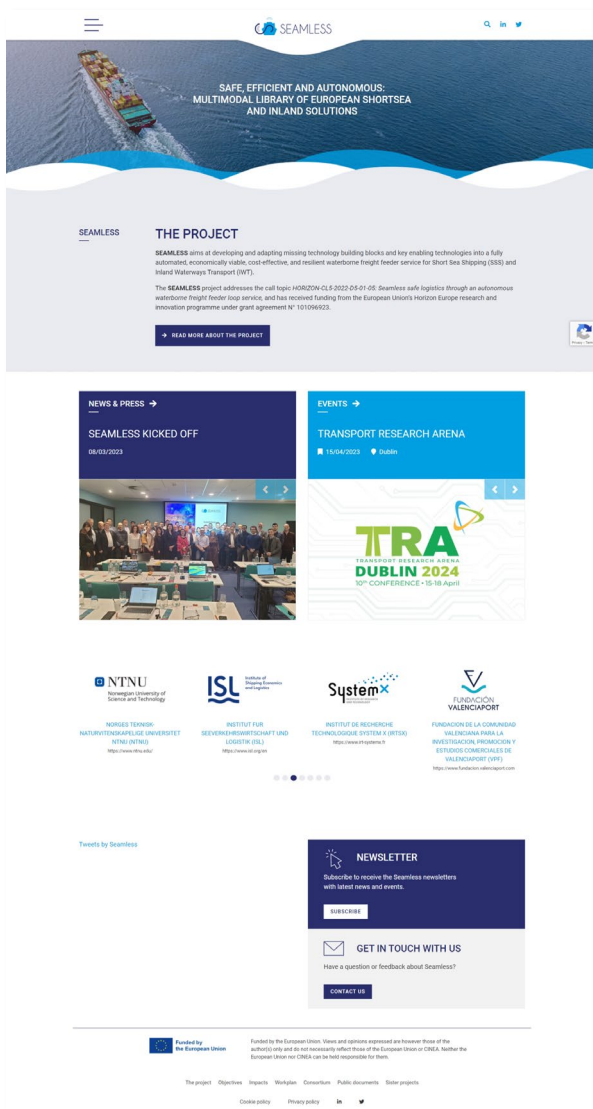 SEAMLESS
SAFE, EFFICIENT AND AUTONOMOUS:
MULTIMODAL LIBRARY OF EUROPEAN SHORTSEA
AND INLAND SOLUTIONS
SEAMLESS
THE PROJECT
SEAMLESS aims at developing and adapting missing technology building blocks and key enabling technologies into a fully
automated, economically viable, cost-effective, and resilient waterborne freight feeder service for Short Sea Shipping (SSS) and
Inland Waterways Transport (IWT).
The SEAMLESS project addresses the call topic HORIZON-CL5-2022-D5-01-05: Seamless safe logistics through an autonomous
waterborne freight feeder loop service, and has received funding from the European Union's Horizon Europe research and
innovation programme under grant agreement N° 101096923.
→ READ MORE ABOUT THE PROJECT
NEWS & PRESS →
SEAMLESS KICKED OFF
08/03/2023
EVENTS →
TRANSPORT RESEARCH ARENA
15/04/2023 Dublin
TRA
TRANSPORT RESEARCH ARENA
DUBLIN 2024
10th CONFERENCE • 15-18 April
NTNU
Norwegian University of
Science and Technology
NORGES TEKNISK-
NATURVITENSKAPELIGE UNIVERSITET
NTNU (NTNU)
https://www.ntnu.edu/
ISL
Institute of
Shipping Economics
and Logistics
INSTITUT FUR
SEEVERKEHRSWIRTSCHAFT UND
LOGISTIK (ISL)
https://www.isl.org/en
SystemX
INSTITUT DE RECHERCHE
TECHNOLOGIQUE SYSTEM X (IRTSX)
https://www.irt-systemx.fr
FUNDACIÓN
VALENCIAPORT
FUNDACION DE LA COMUNIDAD
VALENCIANA PARA LA
INVESTIGACION, PROMOCION Y
ESTUDIOS COMERCIALES DE
VALENCIAPORT (VPF)
https://www.fundacion.valenciaport.com
Tweets by Seamless
NEWSLETTER
Subscribe to receive the Seamless newsletters
with latest news and events.
SUBSCRIBE
GET IN TOUCH WITH US
Have a question or feedback about Seamless?
CONTACT US
Funded by
the European Union
Funded by the European Union. Views and opinions expressed are however those of the
author(s) only and do not necessarily reflect those of the European Union or CINEA. Neither the
European Union nor CINEA can be held responsible for them.
The project Objectives Impacts Workplan Consortium Public documents Sister projects
Cookie policy Privacy policy